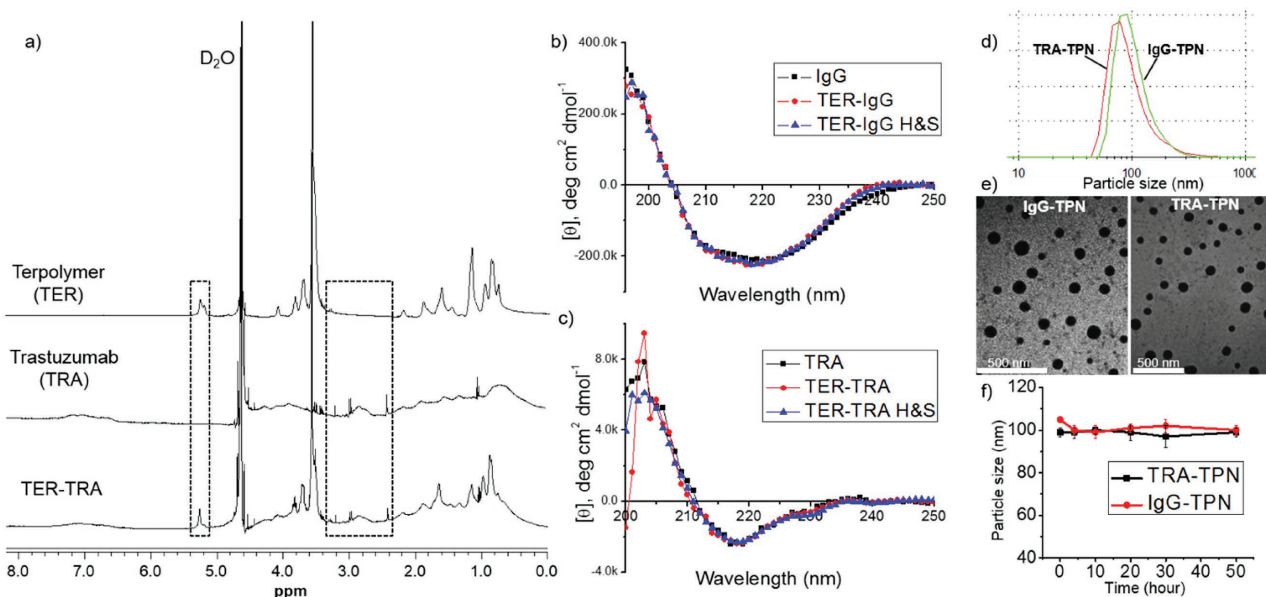 a)
D2O
Terpolymer
(TER)
Trastuzumab
(TRA)
TER-TRA
8.0 7.0 6.0 5.0 4.0 3.0 2.0 1.0 0.0
ppm
b)
400.0k
300.0k
200.0k
100.0k
0.0
-100.0k
-200.0k
[θ], deg cm2 dmol-1
IgG
TER-IgG
TER-IgG H&S
200 210 220 230 240 250
Wavelength (nm)
c)
8.0k
4.0k
0.0
-4.0k
[θ], deg cm2 dmol-1
TRA
TER-TRA
TER-TRA H&S
200 210 220 230 240 250
Wavelength (nm)
d)
TRA-TPN
IgG-TPN
10 100 1000
Particle size (nm)
e)
IgG-TPN
TRA-TPN
500 nm
500 nm
f)
120
100
80
60
40
Particle size (nm)
TRA-TPN
IgG-TPN
0 10 20 30 40 50
Time (hour)